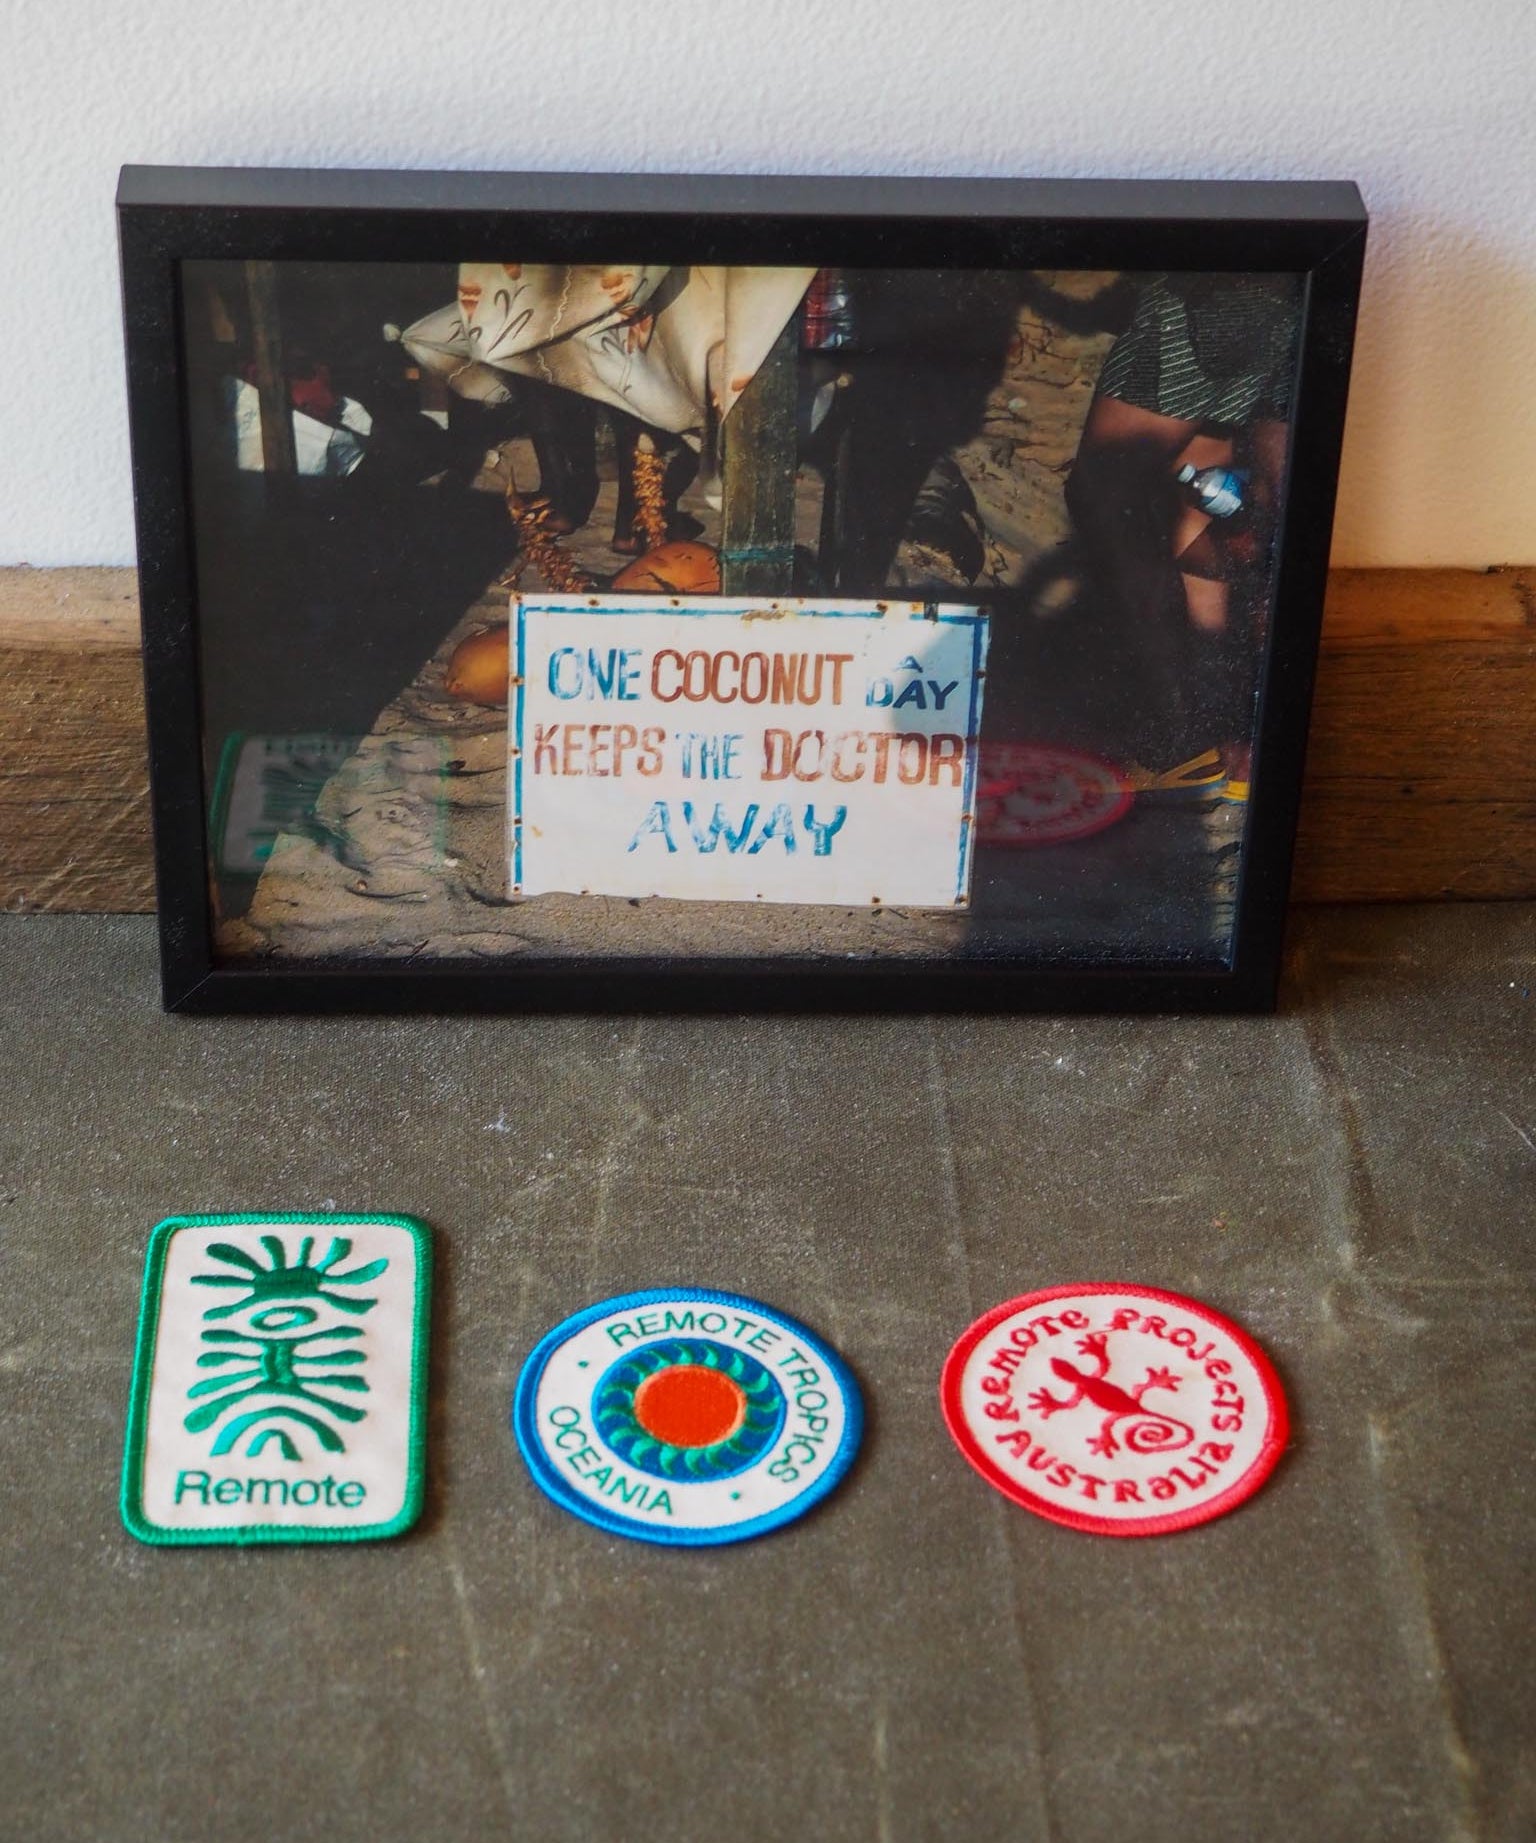 ONE COCONUT A DAY
KEEPS THE DOCTOR
AWAY
Remote
REMOTE TROPICS
OCEANIA
ReMOTe PROJecTS
AUSTRaLIa